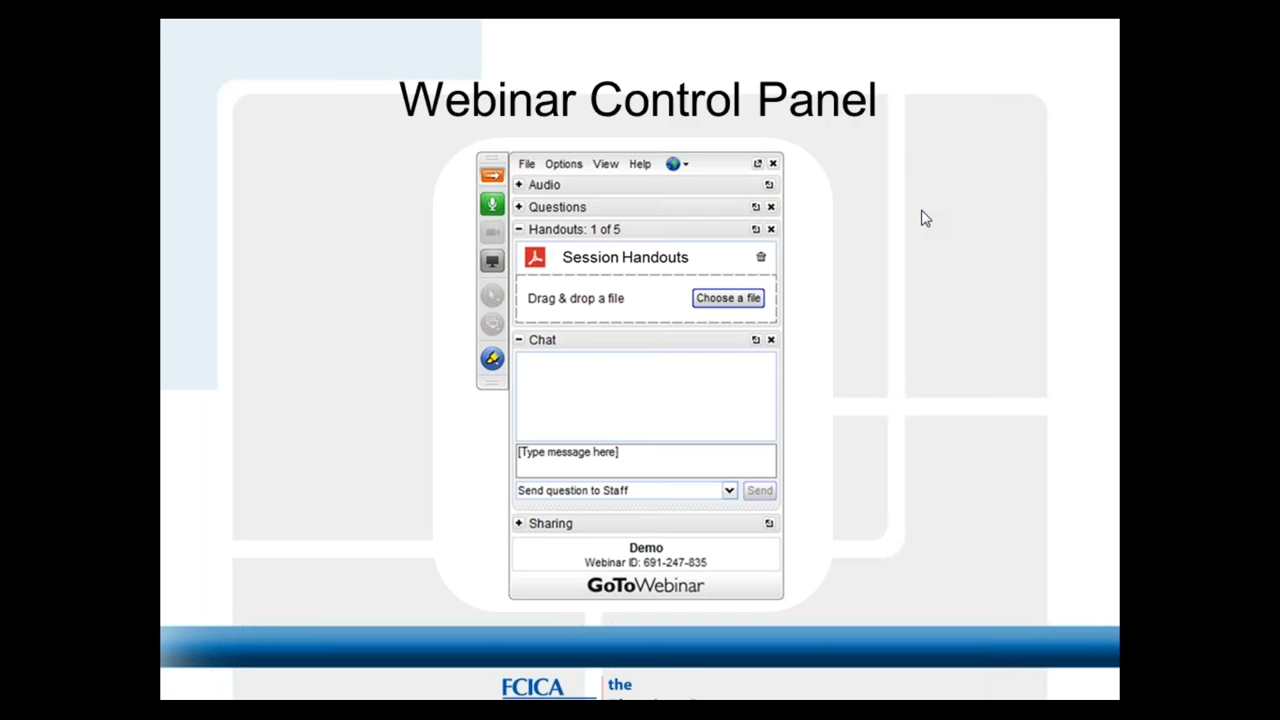 Webinar Control Panel
File Options View Help
Audio
Questions
Handouts: 1 of 5
Session Handouts
Drag & drop a file Choose a file
Chat
[Type message here]
Send question to Staff Send
Sharing
Demo
Webinar ID: 691-247-835
GoToWebinar
FCICA the